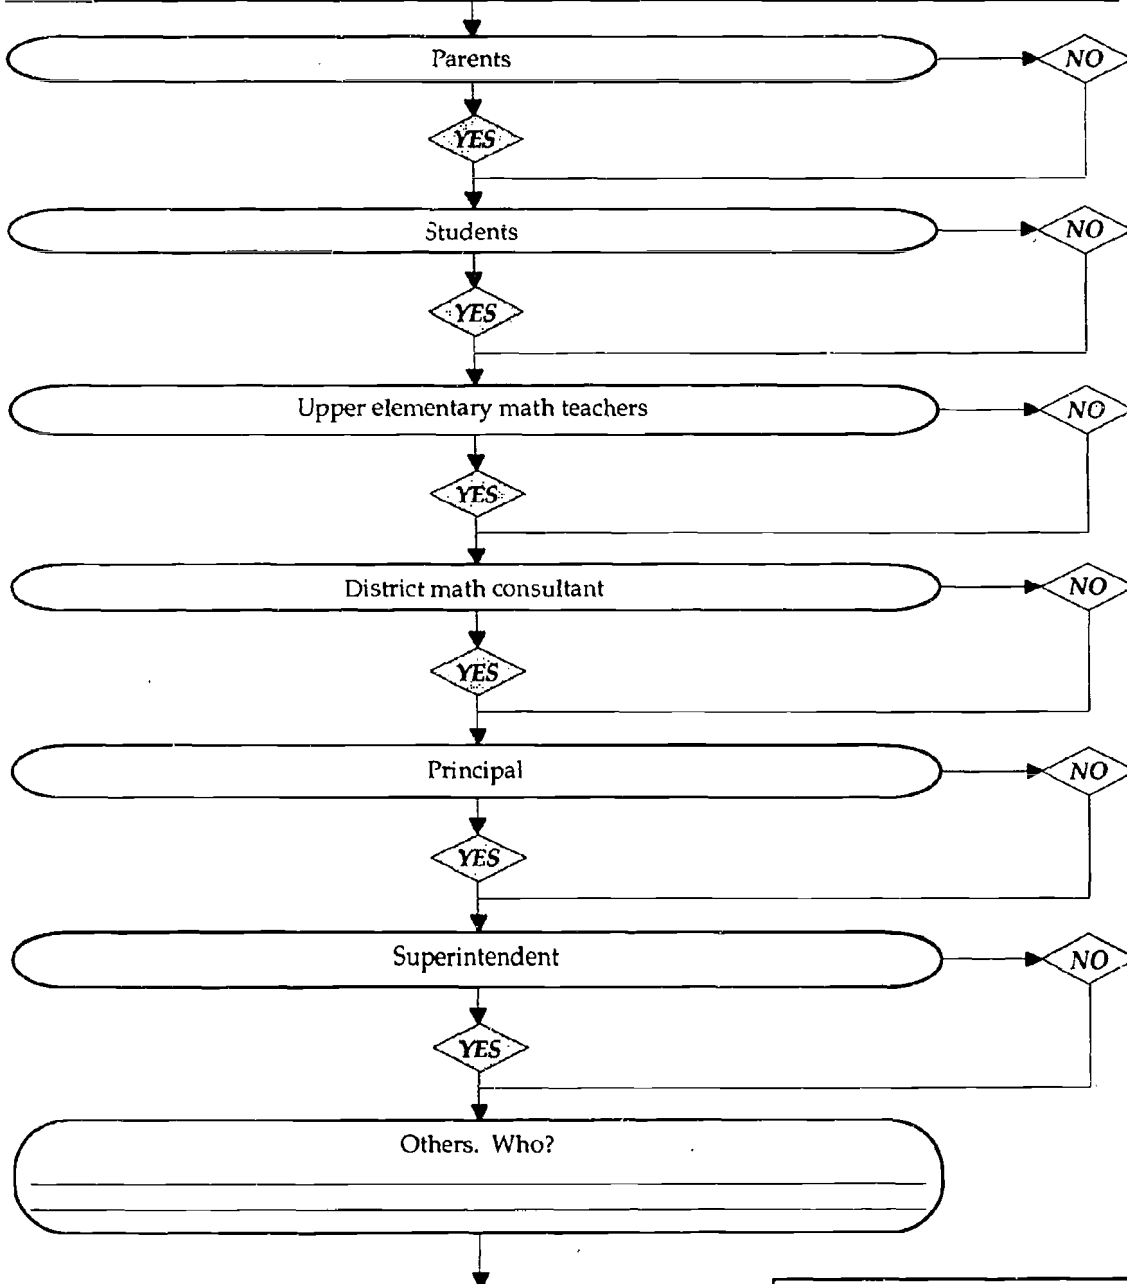 Parents
NO
YES
Students
NO
YES
Upper elementary math teachers
NO
YES
District math consultant
NO
YES
Principal
NO
YES
Superintendent
NO
YES
Others. Who?